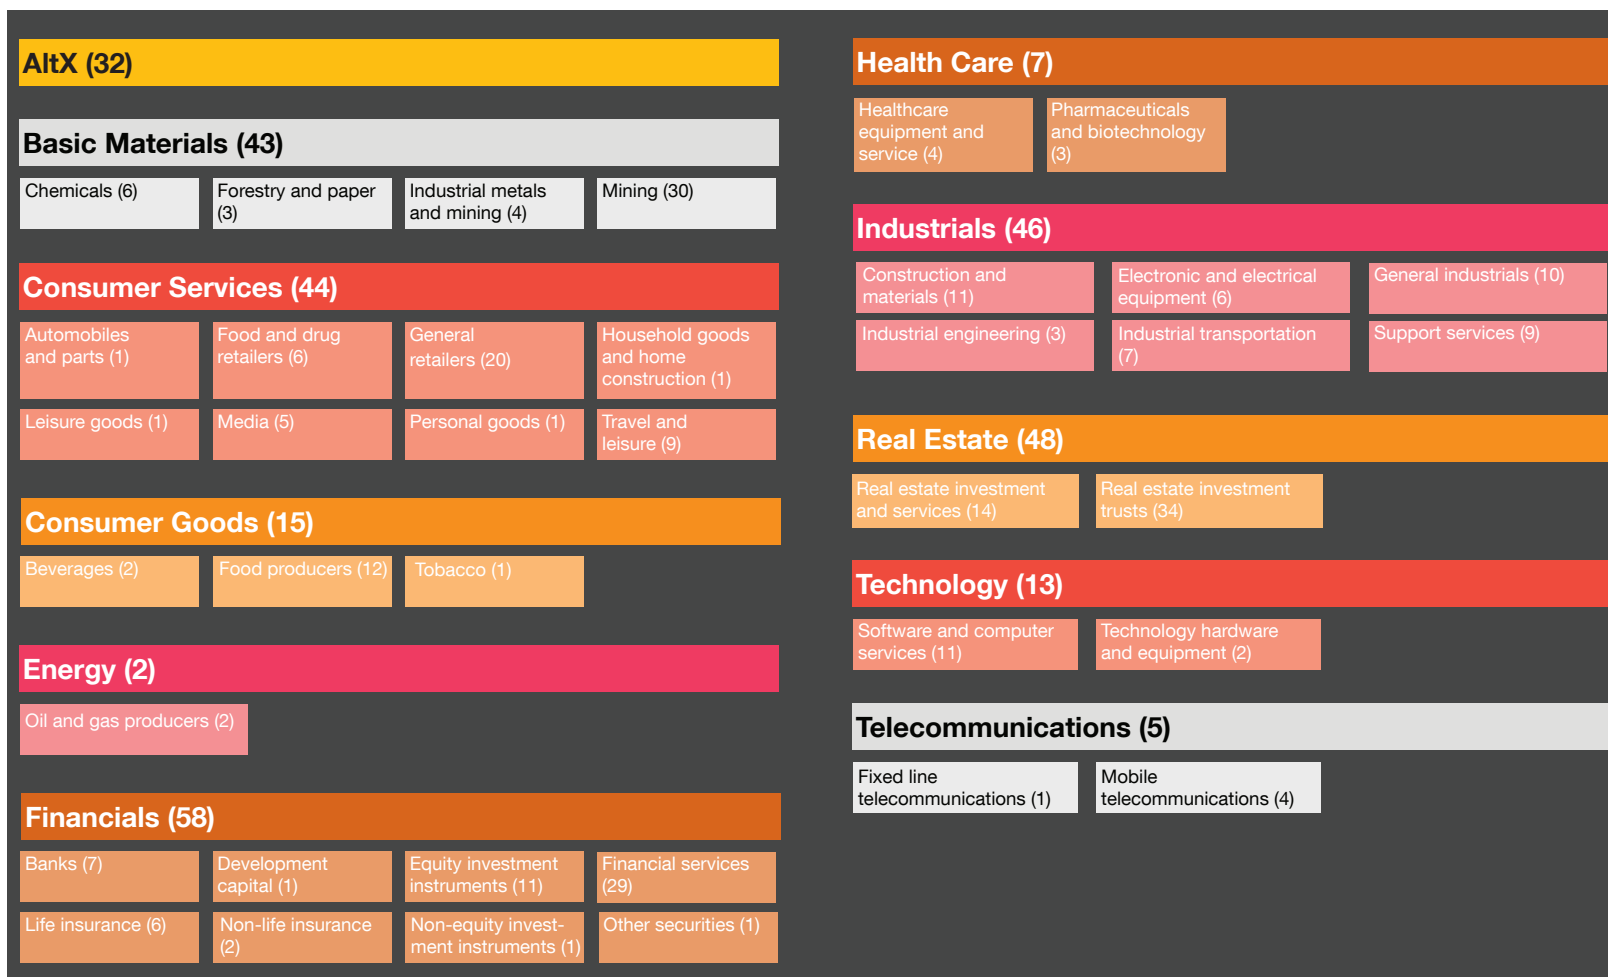 AltX (32)
Basic Materials (43)
Chemicals (6)
Forestry and paper
(3)
Industrial metals
and mining (4)
Mining (30)
Consumer Services (44)
Automobiles
and parts (1)
Food and drug
retailers (6)
General
retailers (20)
Household goods
and home
construction (1)
Leisure goods (1)
Media (5)
Personal goods (1)
Travel and
leisure (9)
Consumer Goods (15)
Beverages (2)
Food producers (12)
Tobacco (1)
Energy (2)
Oil and gas producers (2)
Financials (58)
Banks (7)
Development
capital (1)
Equity investment
instruments (11)
Financial services
(29)
Life insurance (6)
Non-life insurance
(2)
Non-equity invest-
ment instruments (1)
Other securities (1)
Health Care (7)
Healthcare
equipment and
service (4)
Pharmaceuticals
and biotechnology
(3)
Industrials (46)
Construction and
materials (11)
Electronic and electrical
equipment (6)
General industrials (10)
Industrial engineering (3)
Industrial transportation
(7)
Support services (9)
Real Estate (48)
Real estate investment
and services (14)
Real estate investment
trusts (34)
Technology (13)
Software and computer
services (11)
Technology hardware
and equipment (2)
Telecommunications (5)
Fixed line
telecommunications (1)
Mobile
telecommunications (4)